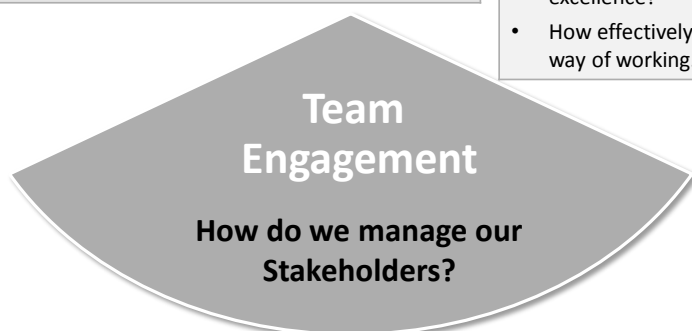 excellence?
• How effectively
way of working
Team
Engagement
How do we manage our
Stakeholders?